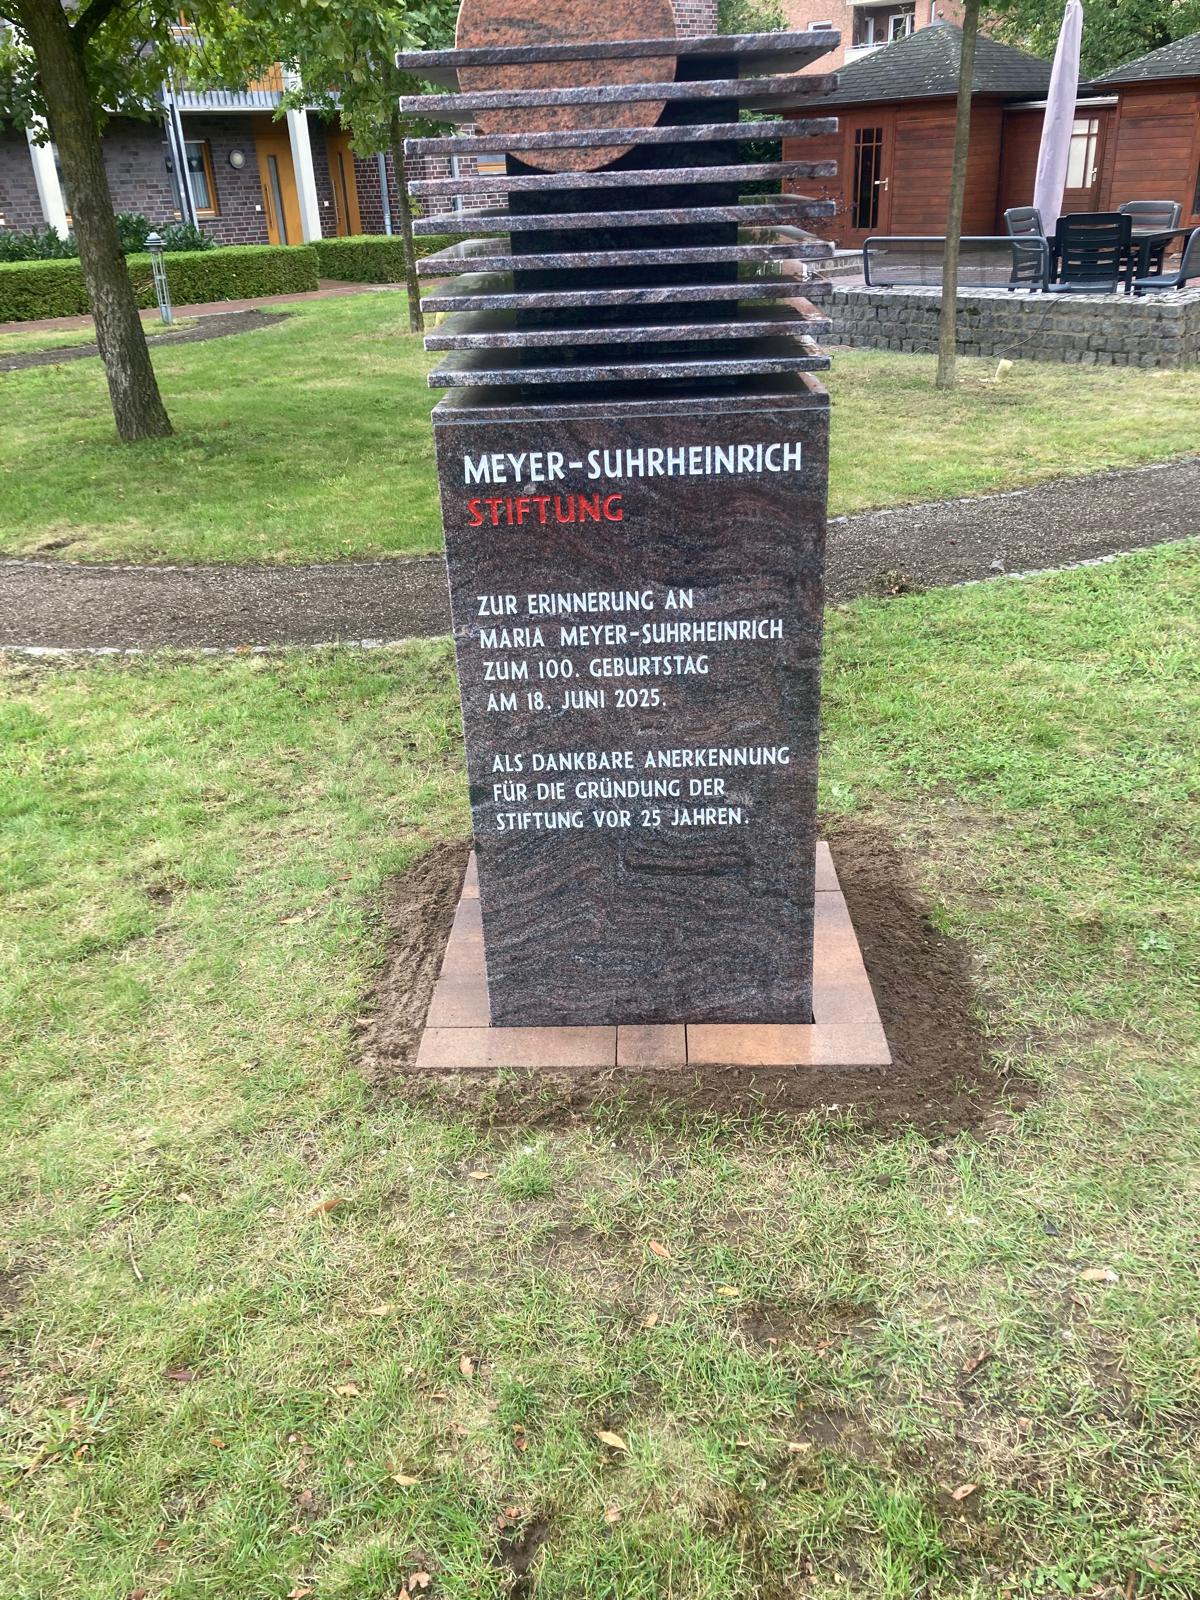 MEYER-SUHRHEINRICH
STIFTUNG
ZUR ERINNERUNG AN
MARIA MEYER-SUHRHEINRICH
ZUM 100. GEBURTSTAG
AM 18. JUNI 2025.
ALS DANKBARE ANERKENNUNG
FÜR DIE GRÜNDUNG DER
STIFTUNG VOR 25 JAHREN.